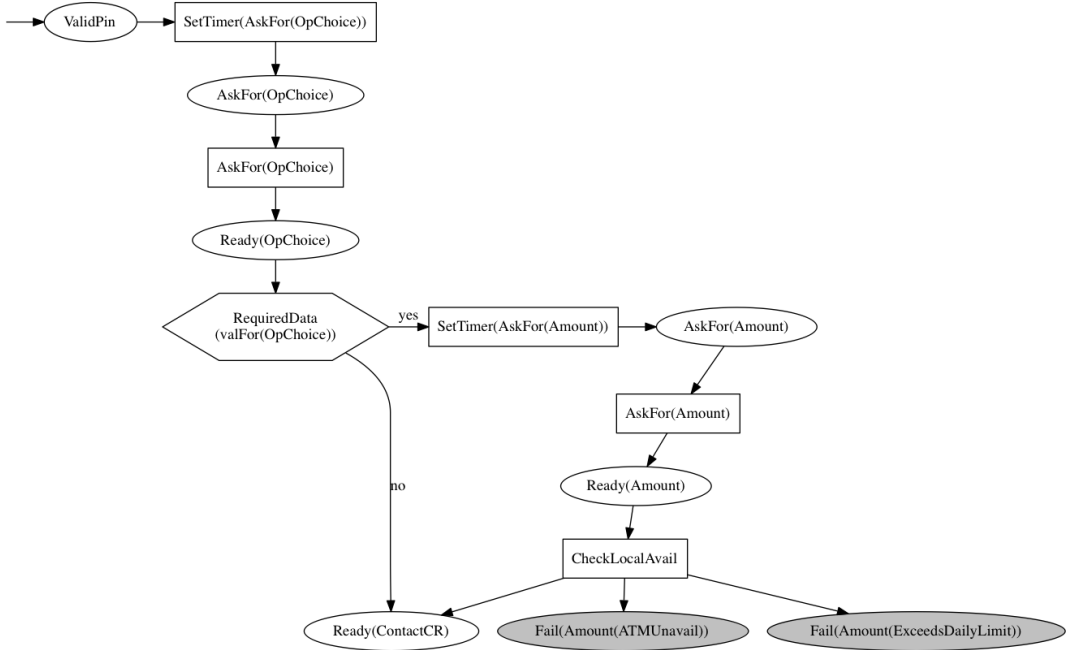 ValidPin
SetTimer(AskFor(OpChoice))
AskFor(OpChoice)
AskFor(OpChoice)
Ready(OpChoice)
RequiredData
(valFor(OpChoice))
yes
SetTimer(AskFor(Amount))
AskFor(Amount)
AskFor(Amount)
Ready(Amount)
no
CheckLocalAvail
Ready(ContactCR)
Fail(Amount(ATMUnavail))
Fail(Amount(ExceedsDailyLimit))